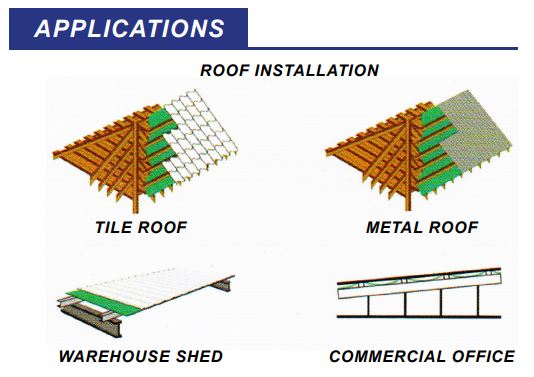 APPLICATIONS
ROOF INSTALLATION
TILE ROOF
METAL ROOF
WAREHOUSE SHED
COMMERCIAL OFFICE